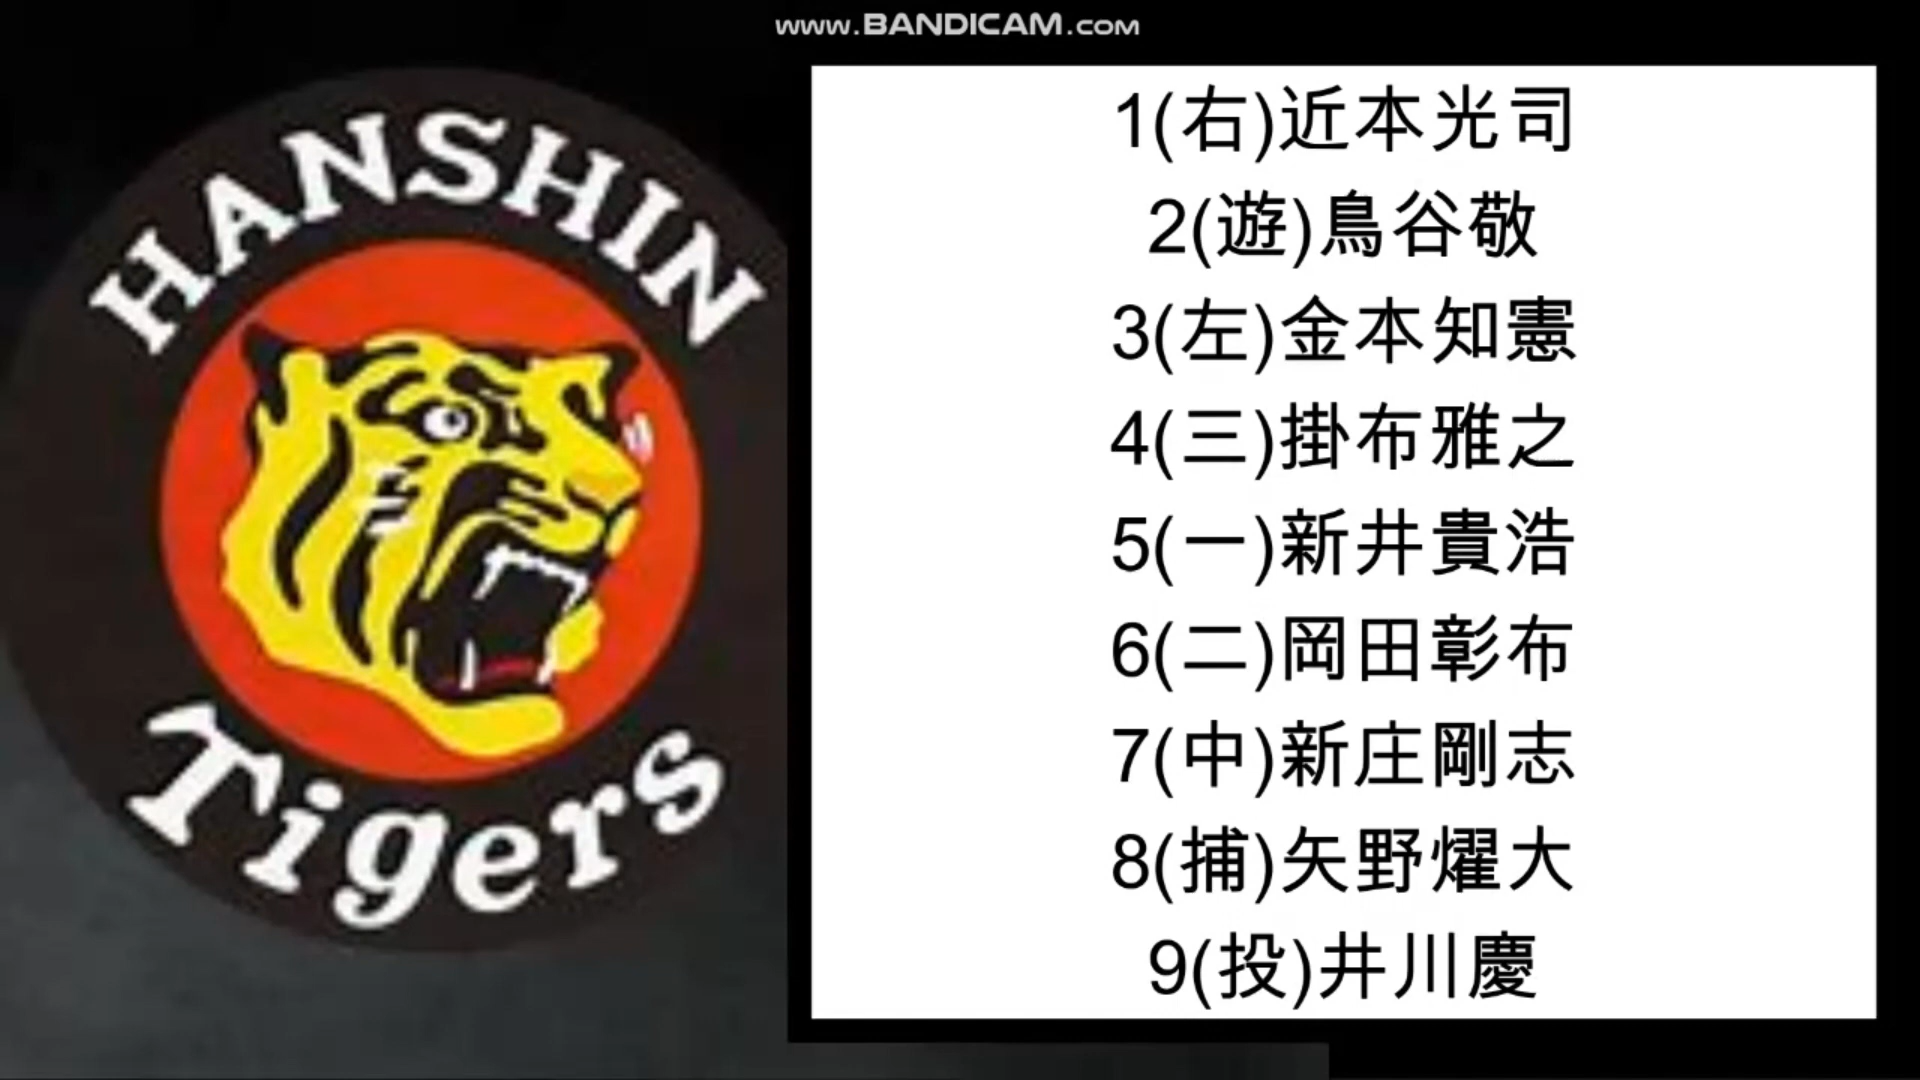 www.BANDICAM.com
HANSHIN
Tigers
1(右)近本光司
2(遊)鳥谷敬
3(左)金本知憲
4(三)掛布雅之
5(一)新井貴浩
6(二)岡田彰布
7(中)新庄剛志
8(捕)矢野燿大
9(投)井川慶